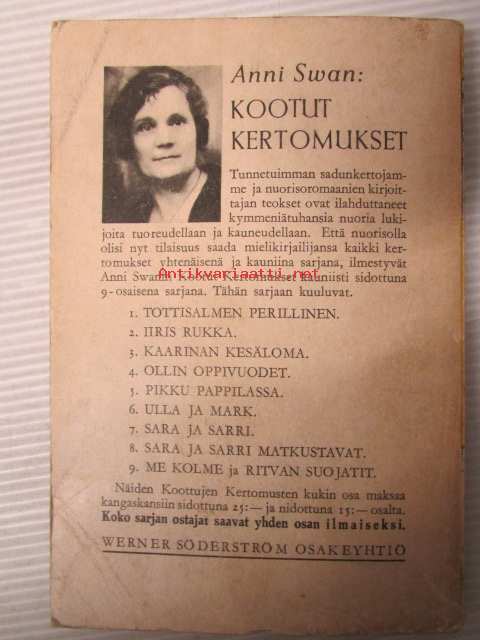 Anni Swan:
KOOTUT
KERTOMUKSET
Tunnetuimman sadunkertojam-
me ja nuorisoromaanien kirjoit-
tajan teokset ovat ilahduttaneet
kymmeniätuhansia nuoria luki-
joita tuoreudellaan ja kauneudellaan. Että nuorisolla
olisi nyt tilaisuus saada mielikirjailijansa kaikki ker-
tomukset yhtenäisenä ja kauniina sarjana, ilmestyvät
Anni Swanin Kootut Kertomukset kauniisti sidottuna
Antikvariaatti.net
9-osaisena sarjana. Tähän sarjaan kuuluvat.
1. TOTTISALMEN PERILLINEN.
2. IIRIS RUKKA.
3. KAARINAN KESÄLOMA.
4. OLLIN OPPIVUODET.
5. PIKKU PAPPILASSA.
6. ULLA JA MARK.
7. SARA JA SARRI.
8. SARA JA SARRI MATKUSTAVAT.
9. ME KOLME ja RITVAN SUOJATIT.
Näiden Koottujen Kertomusten kukin osa maksaa
kangaskansiin sidottuna 25:— ja nidottuna 15:— osalta.
Koko sarjan ostajat saavat yhden osan ilmaiseksi.
WERNER SÖDERSTRÖM OSAKEYHTIÖ